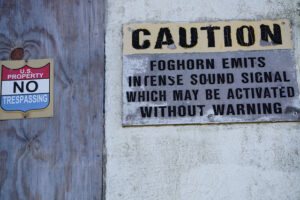 U.S.
PROPERTY
NO
TRESPASSING
CAUTION
FOGHORN EMITS
INTENSE SOUND SIGNAL
WHICH MAY BE ACTIVATED
WITHOUT WARNING